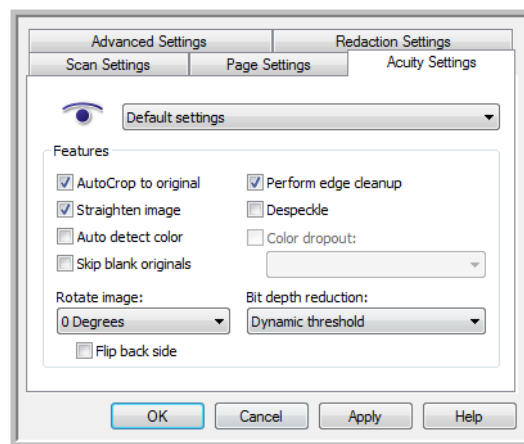 Advanced Settings Redaction Settings
Scan Settings Page Settings Acuity Settings
Default settings
Features
AutoCrop to original Perform edge cleanup
Straighten image Despeckle
Auto detect color Color dropout:
Skip blank originals
Rotate image: Bit depth reduction:
0 Degrees Dynamic threshold
Flip back side
OK Cancel Apply Help